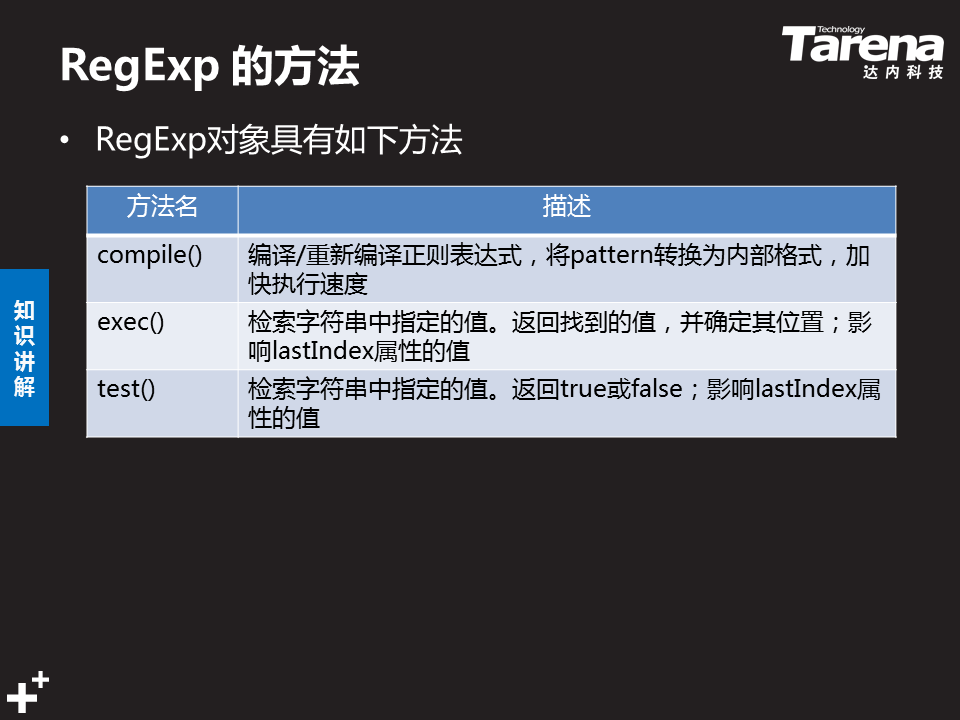 RegExp 的方法
Technology
Tarena
达内科技
• RegExp对象具有如下方法
方法名 描述
compile() 编译/重新编译正则表达式，将pattern转换为内部格式，加
快执行速度
exec() 检索字符串中指定的值。返回找到的值，并确定其位置；影
响lastIndex属性的值
test() 检索字符串中指定的值。返回true或false；影响lastIndex属
性的值
知
识
讲
解